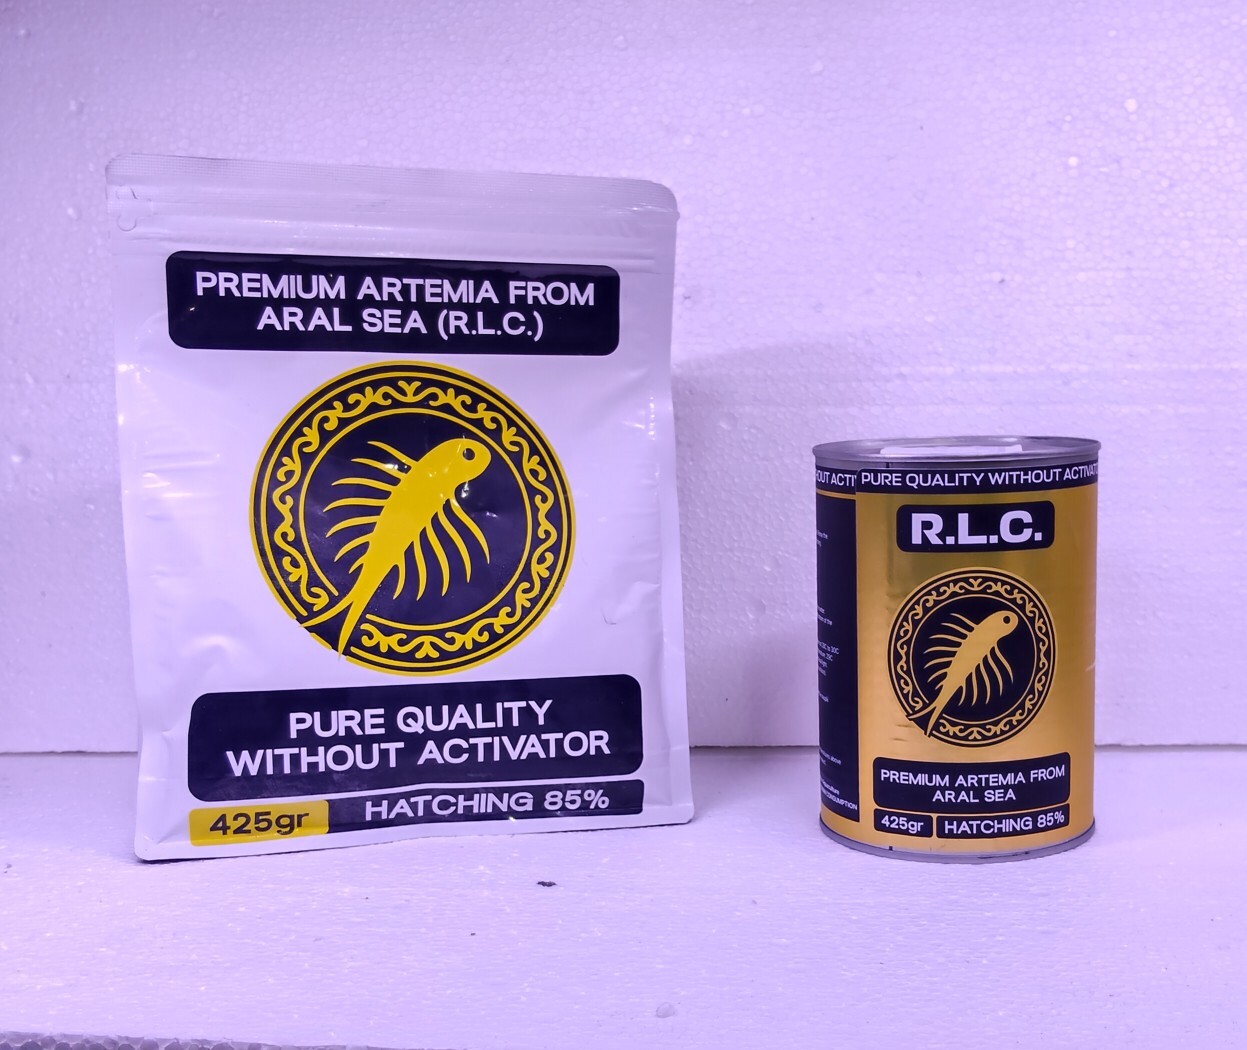 PREMIUM ARTEMIA FROM
ARAL SEA (R.L.C.)
PURE QUALITY
WITHOUT ACTIVATOR
425gr
HATCHING 85%
PURE QUALITY WITHOUT
R.L.C.
PREMIUM ARTEMIA FROM
ARAL SEA
425gr
HATCHING 85%